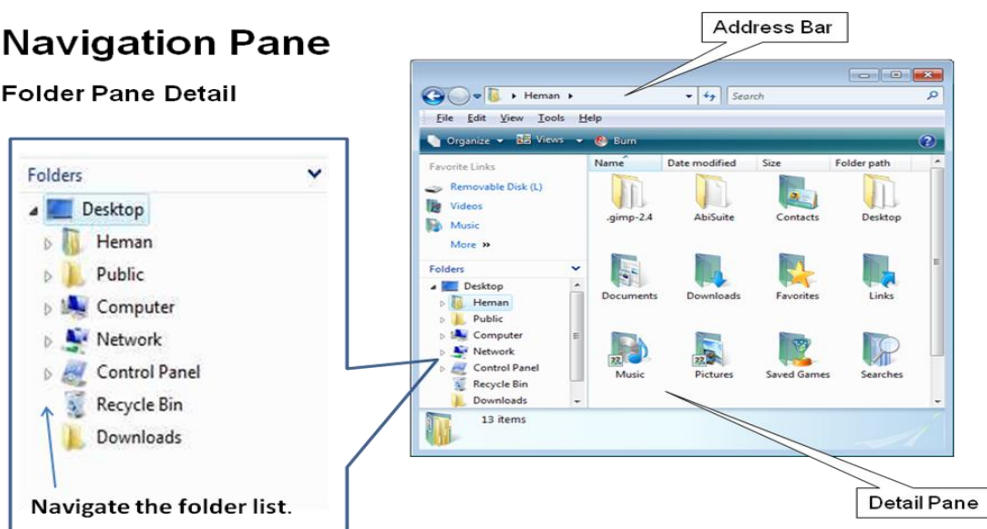 Navigation Pane
Folder Pane Detail
Folders
Desktop
Heman
Public
Computer
Network
Control Panel
Recycle Bin
Downloads
Navigate the folder list.
Address Bar
Heman
Search
File Edit View Tools Help
Organize Views Burn
Favorite Links
Removable Disk (L)
Videos
Music
More »
Folders
Desktop
Heman
Public
Computer
Network
Control Panel
Recycle Bin
Downloads
Name Date modified Size Folder path
.gimp-2.4 AbiSuite Contacts Desktop
Documents Downloads Favorites Links
Music Pictures Saved Games Searches
13 items
Detail Pane